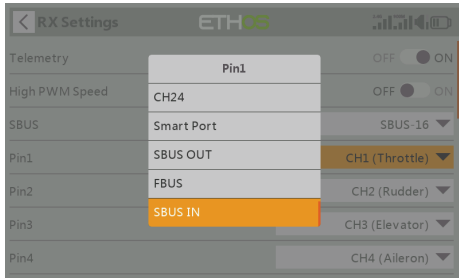 RX Settings
ETHOS
Telemetry
OFF ON
High PWM Speed
OFF ON
SBUS
SBUS-16
Pin1
CH1 (Throttle)
Pin2
CH2 (Rudder)
Pin3
CH3 (Elevator)
Pin4
CH4 (Aileron)
Pin1
CH24
Smart Port
SBUS OUT
FBUS
SBUS IN